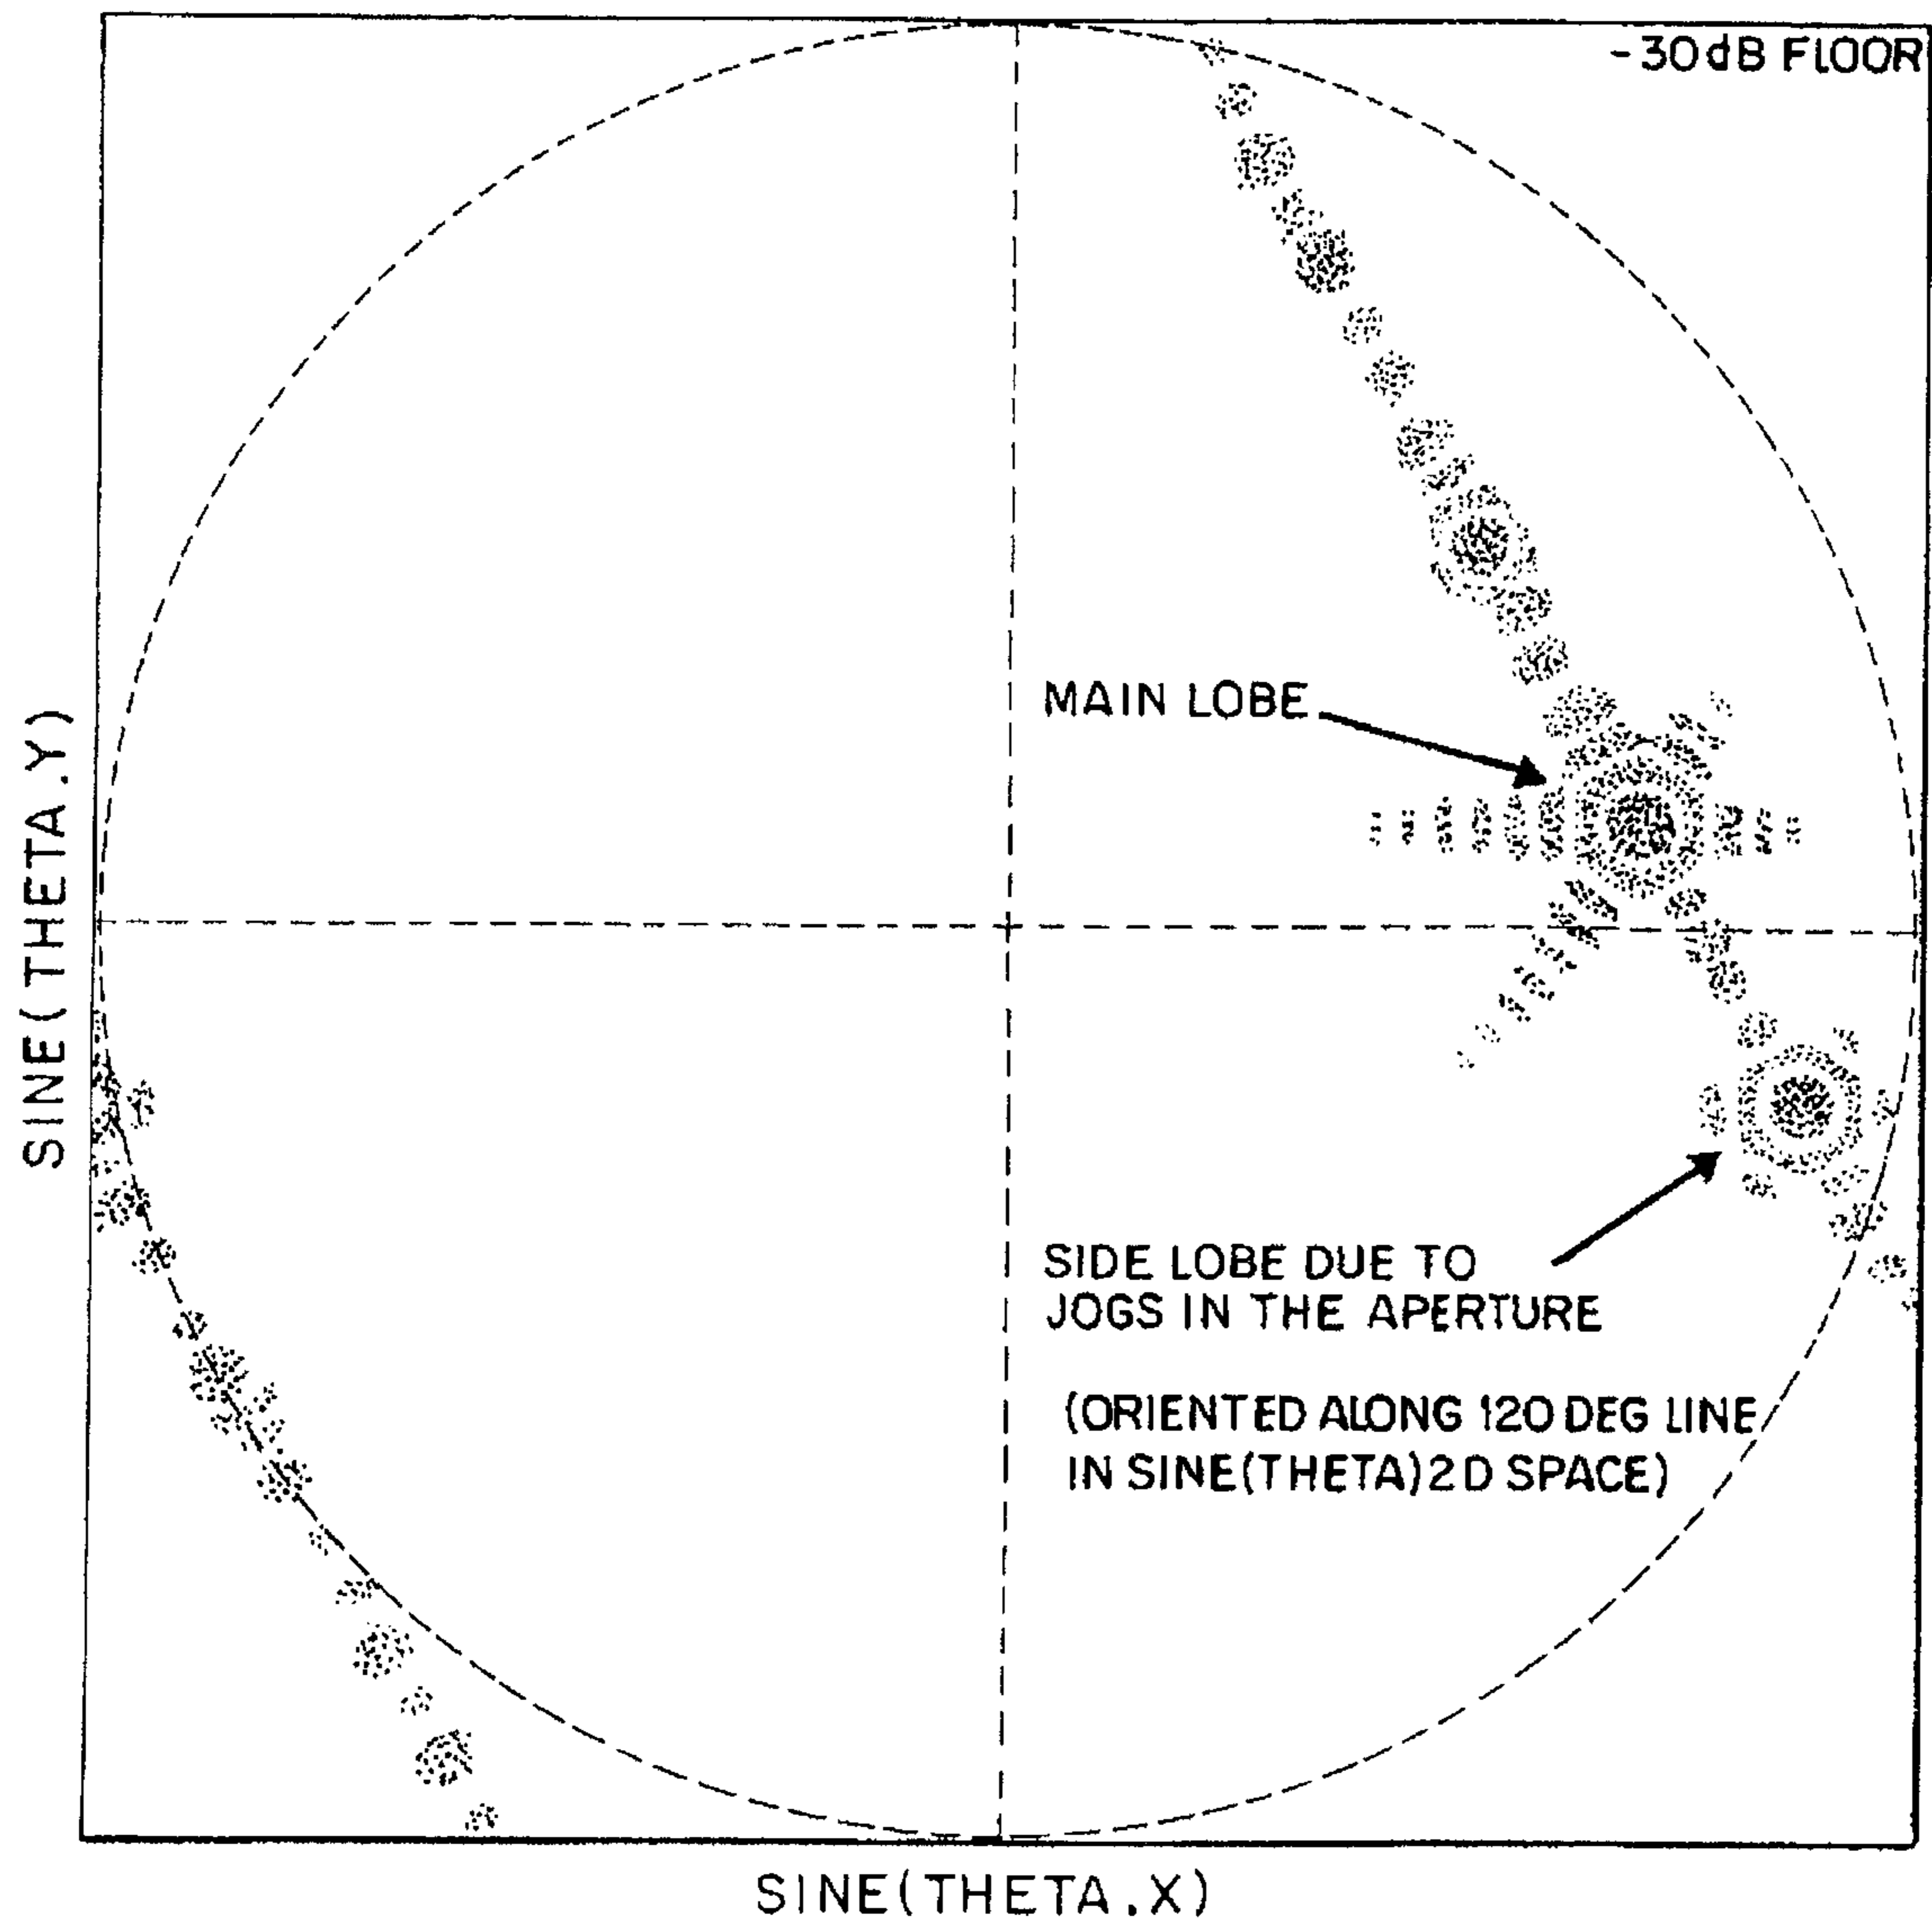 -30dB FLOOR
MAIN LOBE
SINE(THETA.Y)
SIDE LOBE DUE TO
JOGS IN THE APERTURE
(ORIENTED ALONG 120 DEG LINE
IN SINE(THETA)2D SPACE)
SINE(THETA.X)